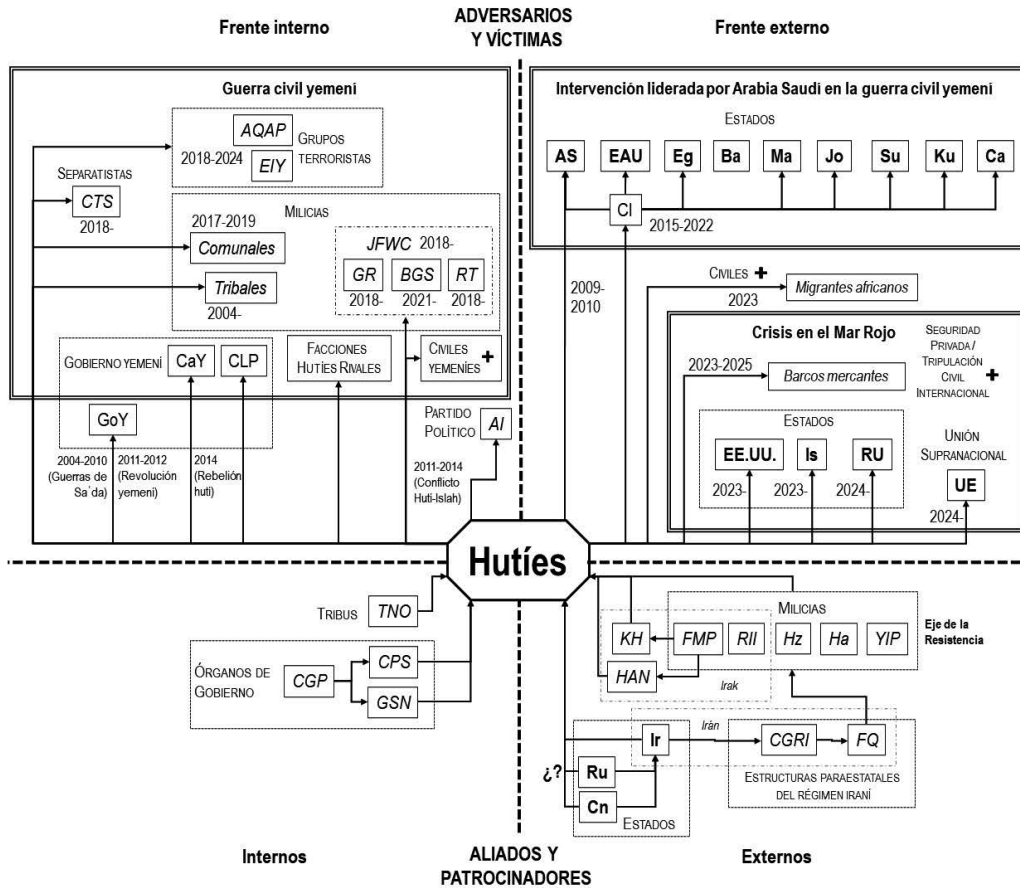 ADVERSARIOS
Y VÍCTIMAS
Frente interno
Frente externo
Guerra civil yemení
AQAP
GRUPOS
TERRORISTAS
2018-2024
EIY
SEPARATISTAS
CTS
2018-
MILICIAS
2017-2019
Comunales
Tribales
2004-
JFWC 2018-
GR
BGS
RT
2018-
2021-
2018-
GOBIERNO YEMENÍ
CaY
CLP
FACCIONES
HUTÍES RIVALES
CIVILES
YEMENÍES +
GoY
PARTIDO
POLÍTICO
AI
2004-2010
(Guerras de
Sa´da)
2011-2012
(Revolución
yemení)
2014
(Rebelión
hutí)
2011-2014
(Conflicto
Hutí-Islah)
Intervención liderada por Arabia Saudí en la guerra civil yemení
ESTADOS
AS
EAU
Eg
Ba
Ma
Jo
Su
Ku
Ca
CI
2015-2022
2009-
2010
CIVILES +
2023
Migrantes africanos
Crisis en el Mar Rojo
SEGURIDAD
PRIVADA /
TRIPULACIÓN
CIVIL
INTERNACIONAL +
2023-2025
Barcos mercantes
ESTADOS
EE.UU.
Is
RU
2023-
2023-
2024-
UNIÓN
SUPRANACIONAL
UE
2024-
Hutíes
TRIBUS
TNO
ÓRGANOS DE
GOBIERNO
CGP
CPS
GSN
MILICIAS
KH
FMP
RII
Hz
Ha
YIP
Eje de la
Resistencia
HAN
Irak
Irán
Ir
CGRI
FQ
¿?
Ru
Cn
ESTADOS
ESTRUCTURAS PARAESTATALES
DEL RÉGIMEN IRANÍ
Internos
ALIADOS Y
PATROCINADORES
Externos